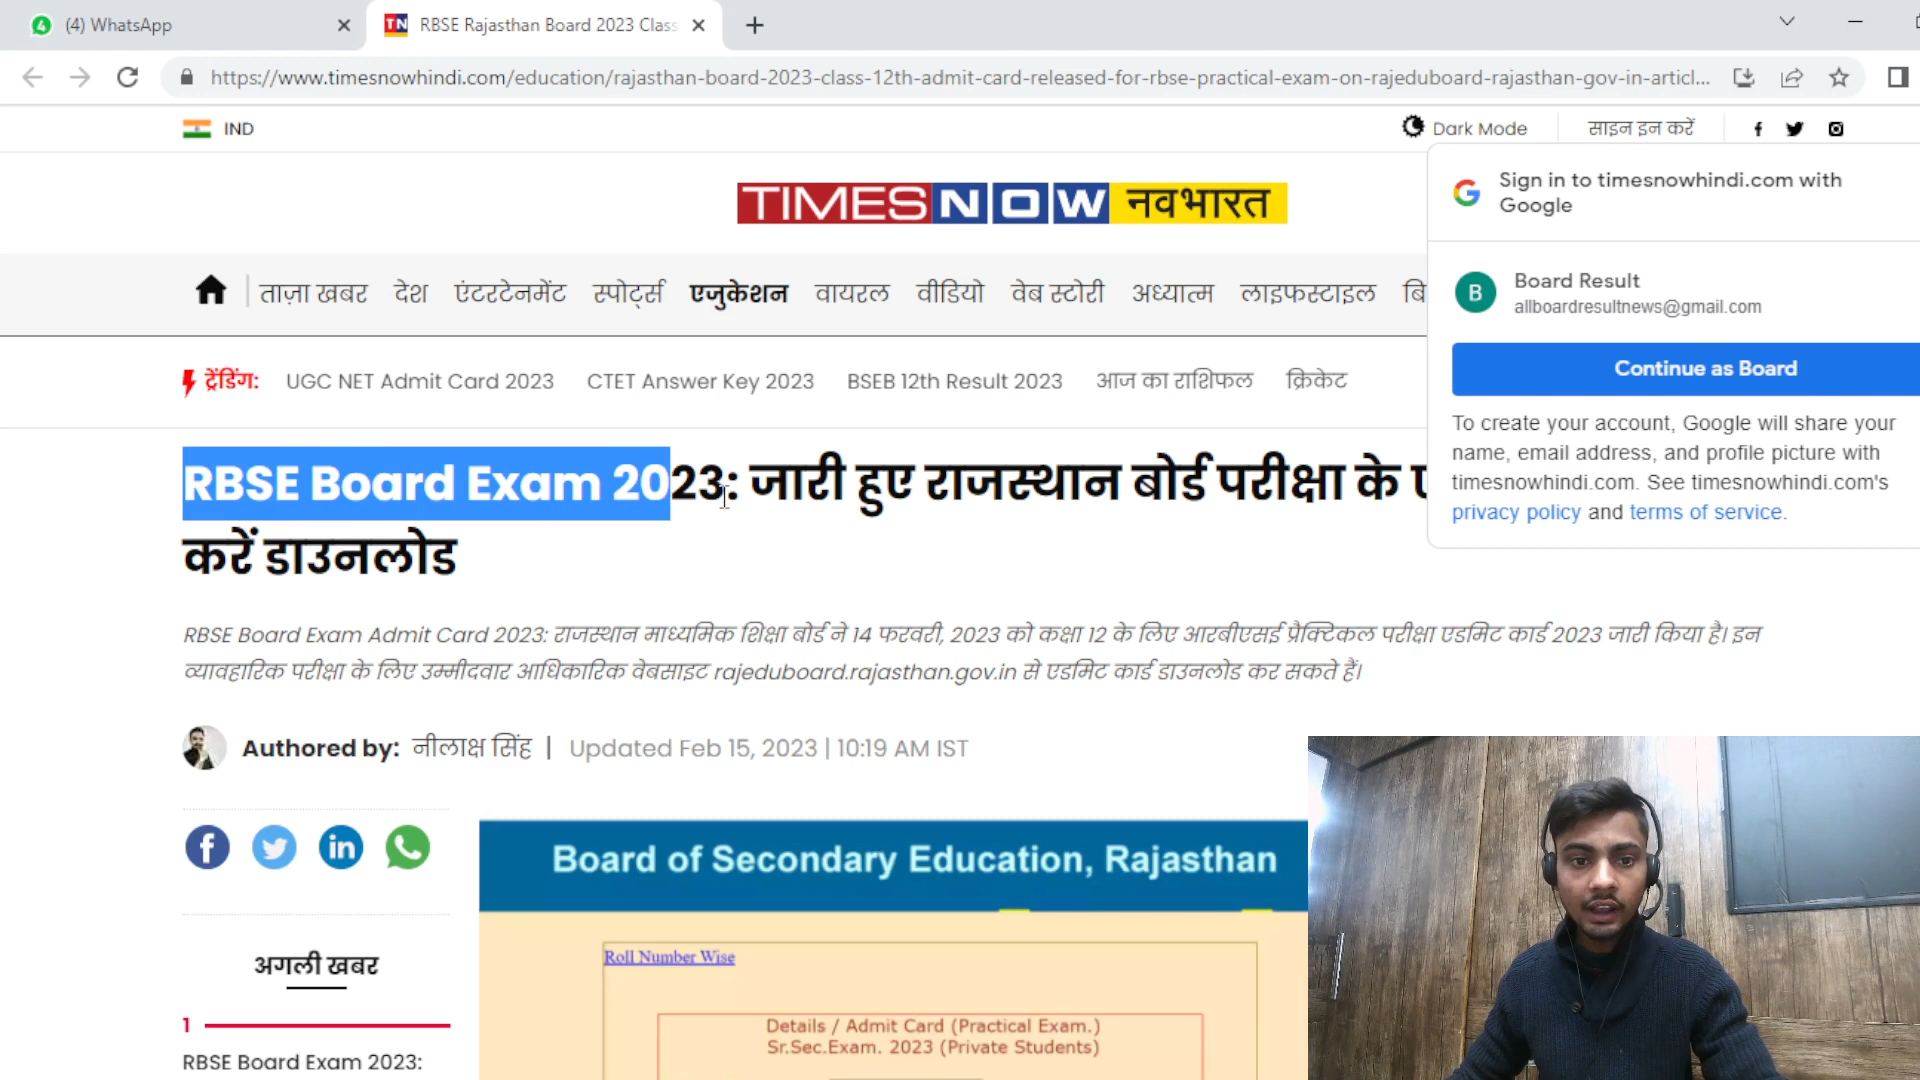 (4) WhatsApp
RBSE Rajasthan Board 2023 Class
https://www.timesnowhindi.com/education/rajasthan-board-2023-class-12th-admit-card-released-for-rbse-practical-exam-on-rajeduboard-rajasthan-gov-in-articl...
IND
Dark Mode
साइन इन करें
TIMES NOW नवभारत
Sign in to timesnowhindi.com with
Google
Board Result
allboardresultnews@gmail.com
Continue as Board
To create your account, Google will share your
name, email address, and profile picture with
timesnowhindi.com. See timesnowhindi.com's
privacy policy and terms of service.
ताज़ा खबर देश एंटरटेनमेंट स्पोर्ट्स एजुकेशन वायरल वीडियो वेब स्टोरी अध्यात्म लाइफस्टाइल
ट्रेंडिंग: UGC NET Admit Card 2023 CTET Answer Key 2023 BSEB 12th Result 2023 आज का राशिफल क्रिकेट
RBSE Board Exam 2023: जारी हुए राजस्थान बोर्ड परीक्षा के
करें डाउनलोड
RBSE Board Exam Admit Card 2023: राजस्थान माध्यमिक शिक्षा बोर्ड ने 14 फरवरी, 2023 को कक्षा 12 के लिए आरबीएसई प्रैक्टिकल परीक्षा एडमिट कार्ड 2023 जारी किया है। इन
व्यावहारिक परीक्षा के लिए उम्मीदवार आधिकारिक वेबसाइट rajeduboard.rajasthan.gov.in से एडमिट कार्ड डाउनलोड कर सकते हैं।
Authored by: नीलाक्ष सिंह | Updated Feb 15, 2023 | 10:19 AM IST
Board of Secondary Education, Rajasthan
Roll Number Wise
Details / Admit Card (Practical Exam.)
Sr.Sec.Exam. 2023 (Private Students)
अगली खबर
1
RBSE Board Exam 2023: